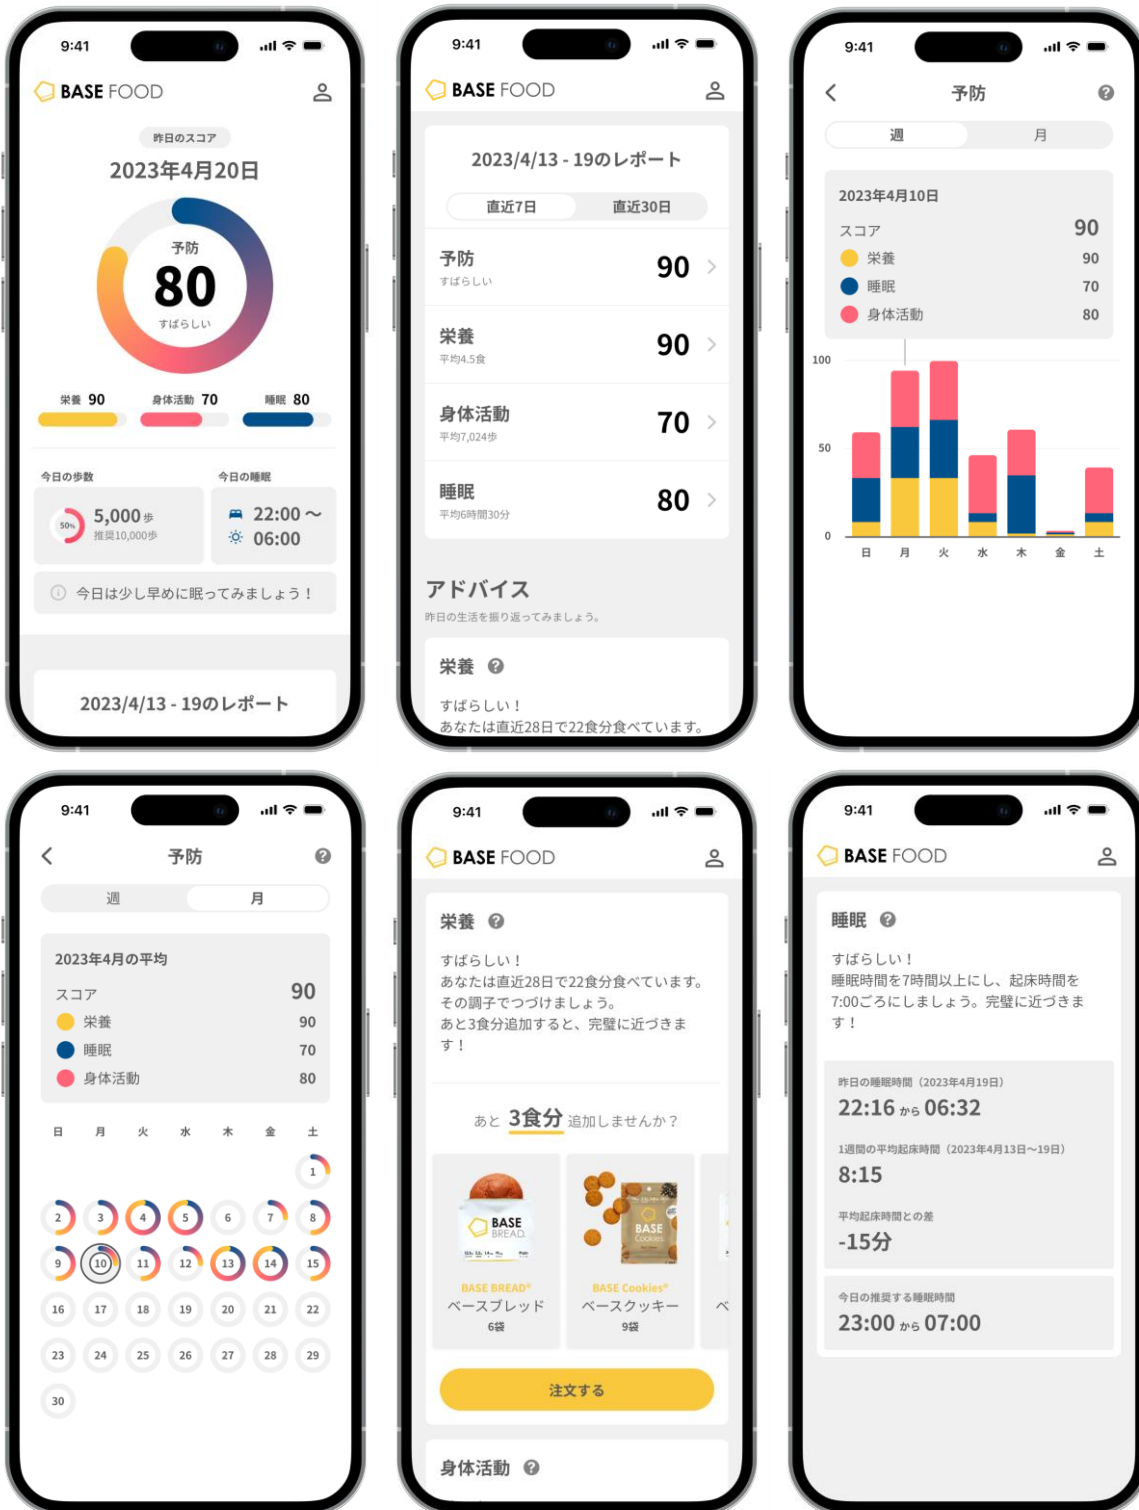 9:41
BASE FOOD
昨日のスコア
2023年4月20日
予防
80
すばらしい
栄養 90
身体活動 70
睡眠 80
今日の歩数
50%
5,000 歩
推奨10,000歩
今日の睡眠
22:00 〜
06:00
今日は少し早めに眠ってみましょう！
2023/4/13 - 19のレポート
9:41
BASE FOOD
2023/4/13 - 19のレポート
直近7日
直近30日
予防
すばらしい
90
栄養
平均4.5食
90
身体活動
平均7,024歩
70
睡眠
平均6時間30分
80
アドバイス
昨日の生活を振り返ってみましょう。
栄養
すばらしい！
あなたは直近28日で22食分食べています。
9:41
予防
週
月
2023年4月10日
スコア 90
栄養 90
睡眠 70
身体活動 80
100
50
0
日 月 火 水 木 金 土
9:41
予防
週
月
2023年4月の平均
スコア 90
栄養 90
睡眠 70
身体活動 80
日 月 火 水 木 金 土
1
2 3 4 5 6 7 8
9 10 11 12 13 14 15
16 17 18 19 20 21 22
23 24 25 26 27 28 29
30
9:41
BASE FOOD
栄養
すばらしい！
あなたは直近28日で22食分食べています。
その調子でつづけましょう。
あと3食分追加すると、完璧に近づきま
す！
あと 3食分 追加しませんか？
BASE
BREAD
BASE BREAD®
ベースブレッド
6袋
BASE
Cookies
BASE Cookies®
ベースクッキー
9袋
注文する
身体活動
9:41
BASE FOOD
睡眠
すばらしい！
睡眠時間を7時間以上にし、起床時間を
7:00ごろにしましょう。完璧に近づきま
す！
昨日の睡眠時間（2023年4月19日）
22:16 から 06:32
1週間の平均起床時間（2023年4月13日〜19日）
8:15
平均起床時間との差
-15分
今日の推奨する睡眠時間
23:00 から 07:00